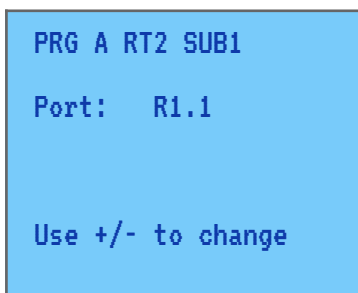 PRG A RT2 SUB1
Port: R1.1
Use +/- to change